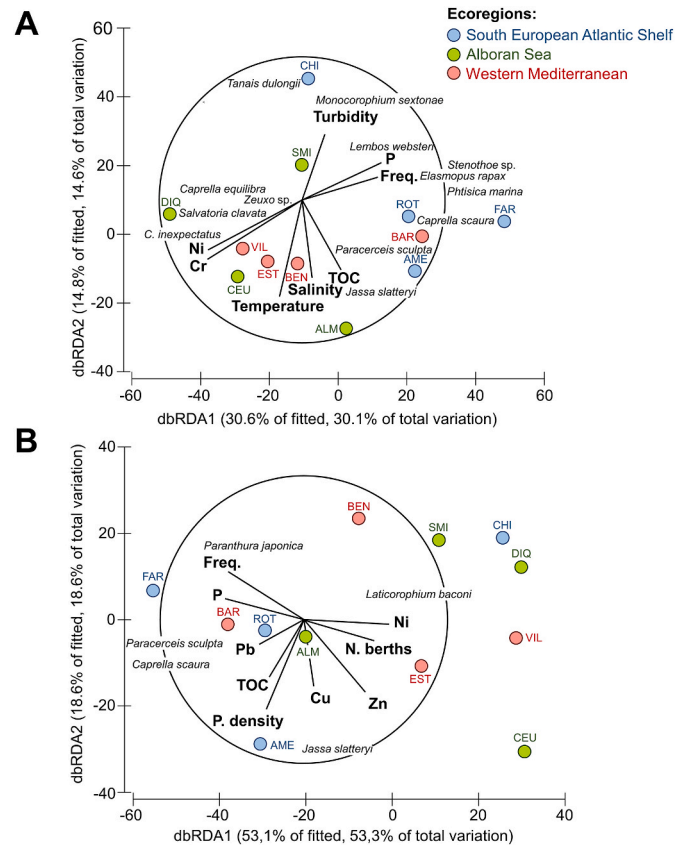 A
Ecoregions:
South European Atlantic Shelf
Alboran Sea
Western Mediterranean
60
40
20
0
-20
-40
dbRDA2 (14.8% of fitted, 14.6% of total variation)
CHI
Tanais dulongii
Monocorophium sextonae
Turbidity
SMI
Lembos websteri
P
Stenothoe sp.
Freq.
Elasmopus rapax
Caprella equilibra
Phtisica marina
Zeuxo sp.
DIQ
Salvatoria clavata
ROT
FAR
Caprella scaura
C. inexpectatus
BAR
Ni
VIL
Paracerceis sculpta
Cr
EST
BEN
AME
CEU
Salinity
TOC
Jassa slatteryi
Temperature
ALM
-60
-40
-20
0
20
40
60
dbRDA1 (30.6% of fitted, 30.1% of total variation)
B
40
20
0
-20
-40
dbRDA2 (18.6% of fitted, 18.6% of total variation)
BEN
SMI
CHI
Paranthura japonica
Freq.
DIQ
FAR
P
Laticorophium baconi
BAR
ROT
Ni
Paracerceis sculpta
Pb
ALM
N. berths
VIL
Caprella scaura
EST
TOC
Cu
Zn
P. density
CEU
AME
Jassa slatteryi
-60
-40
-20
0
20
40
dbRDA1 (53,1% of fitted, 53,3% of total variation)